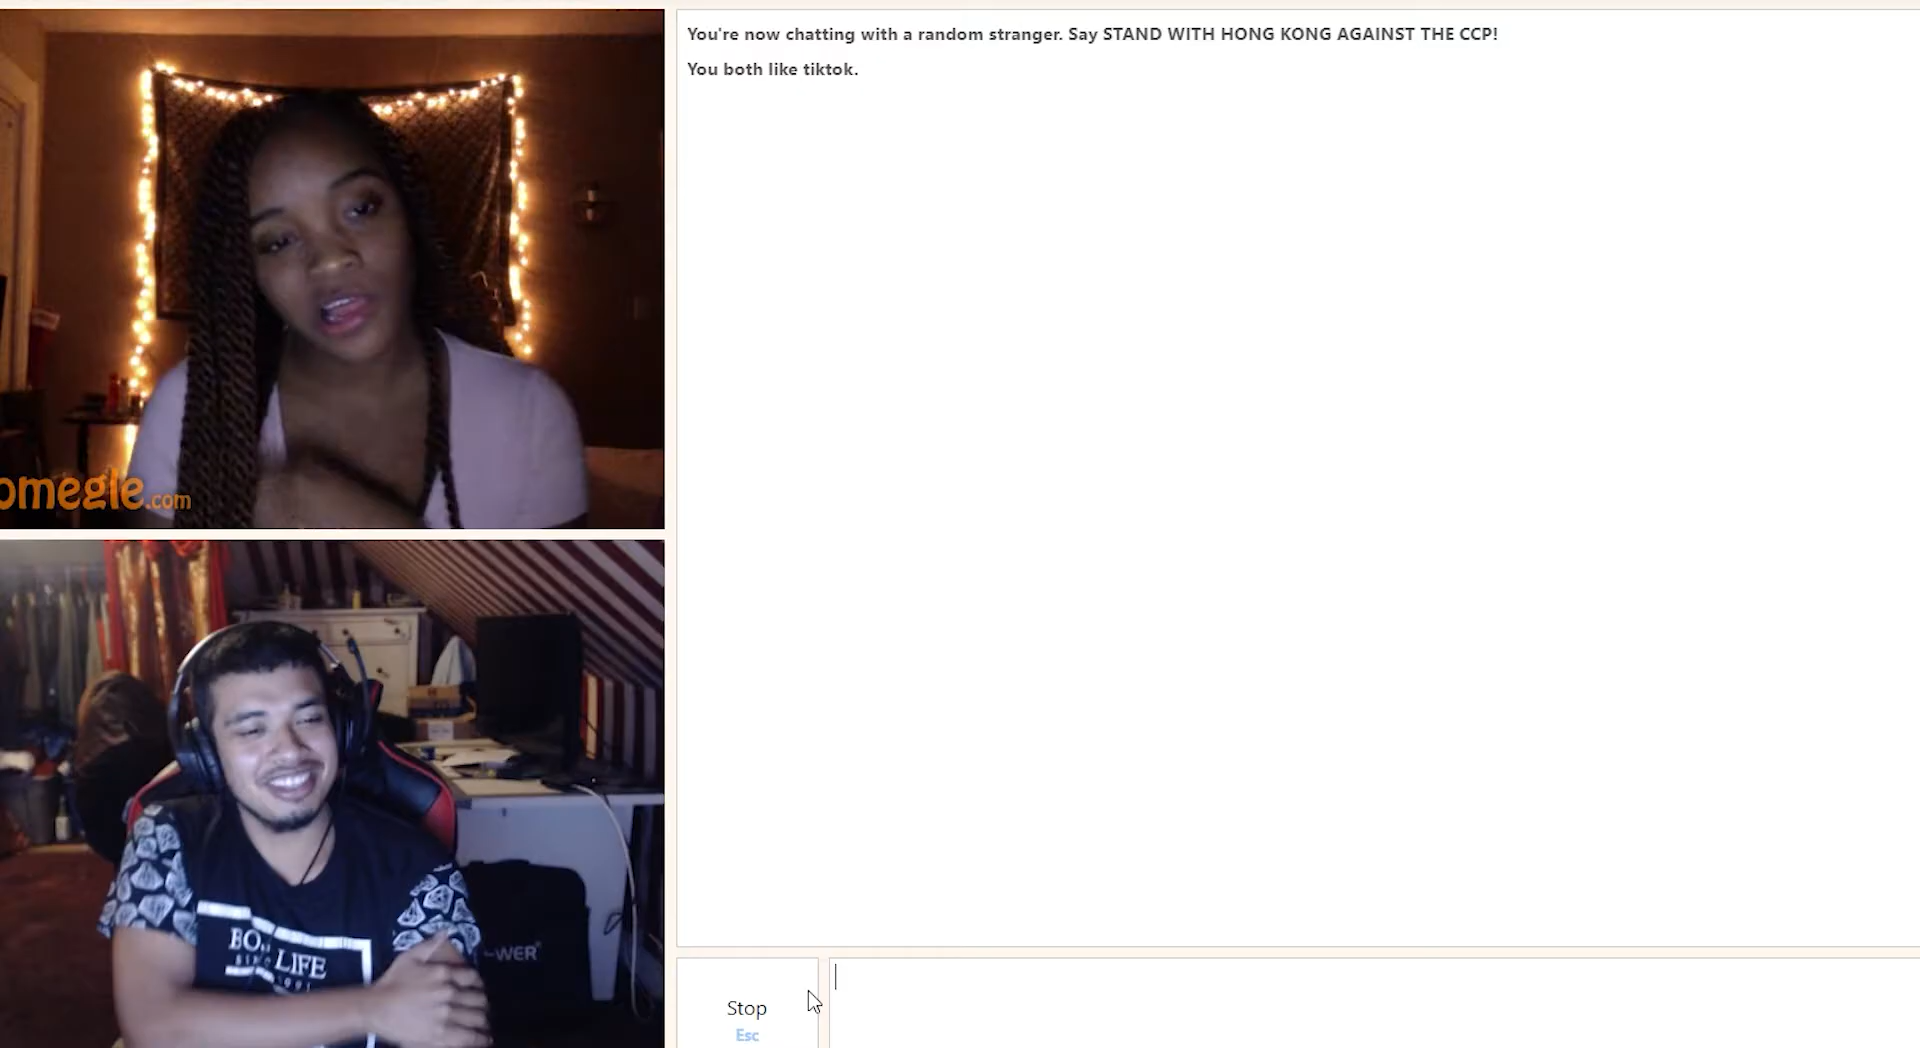 You're now chatting with a random stranger. Say STAND WITH HONG KONG AGAINST THE CCP!
You both like tiktok.
omegle.com
LIFE
Stop
Esc